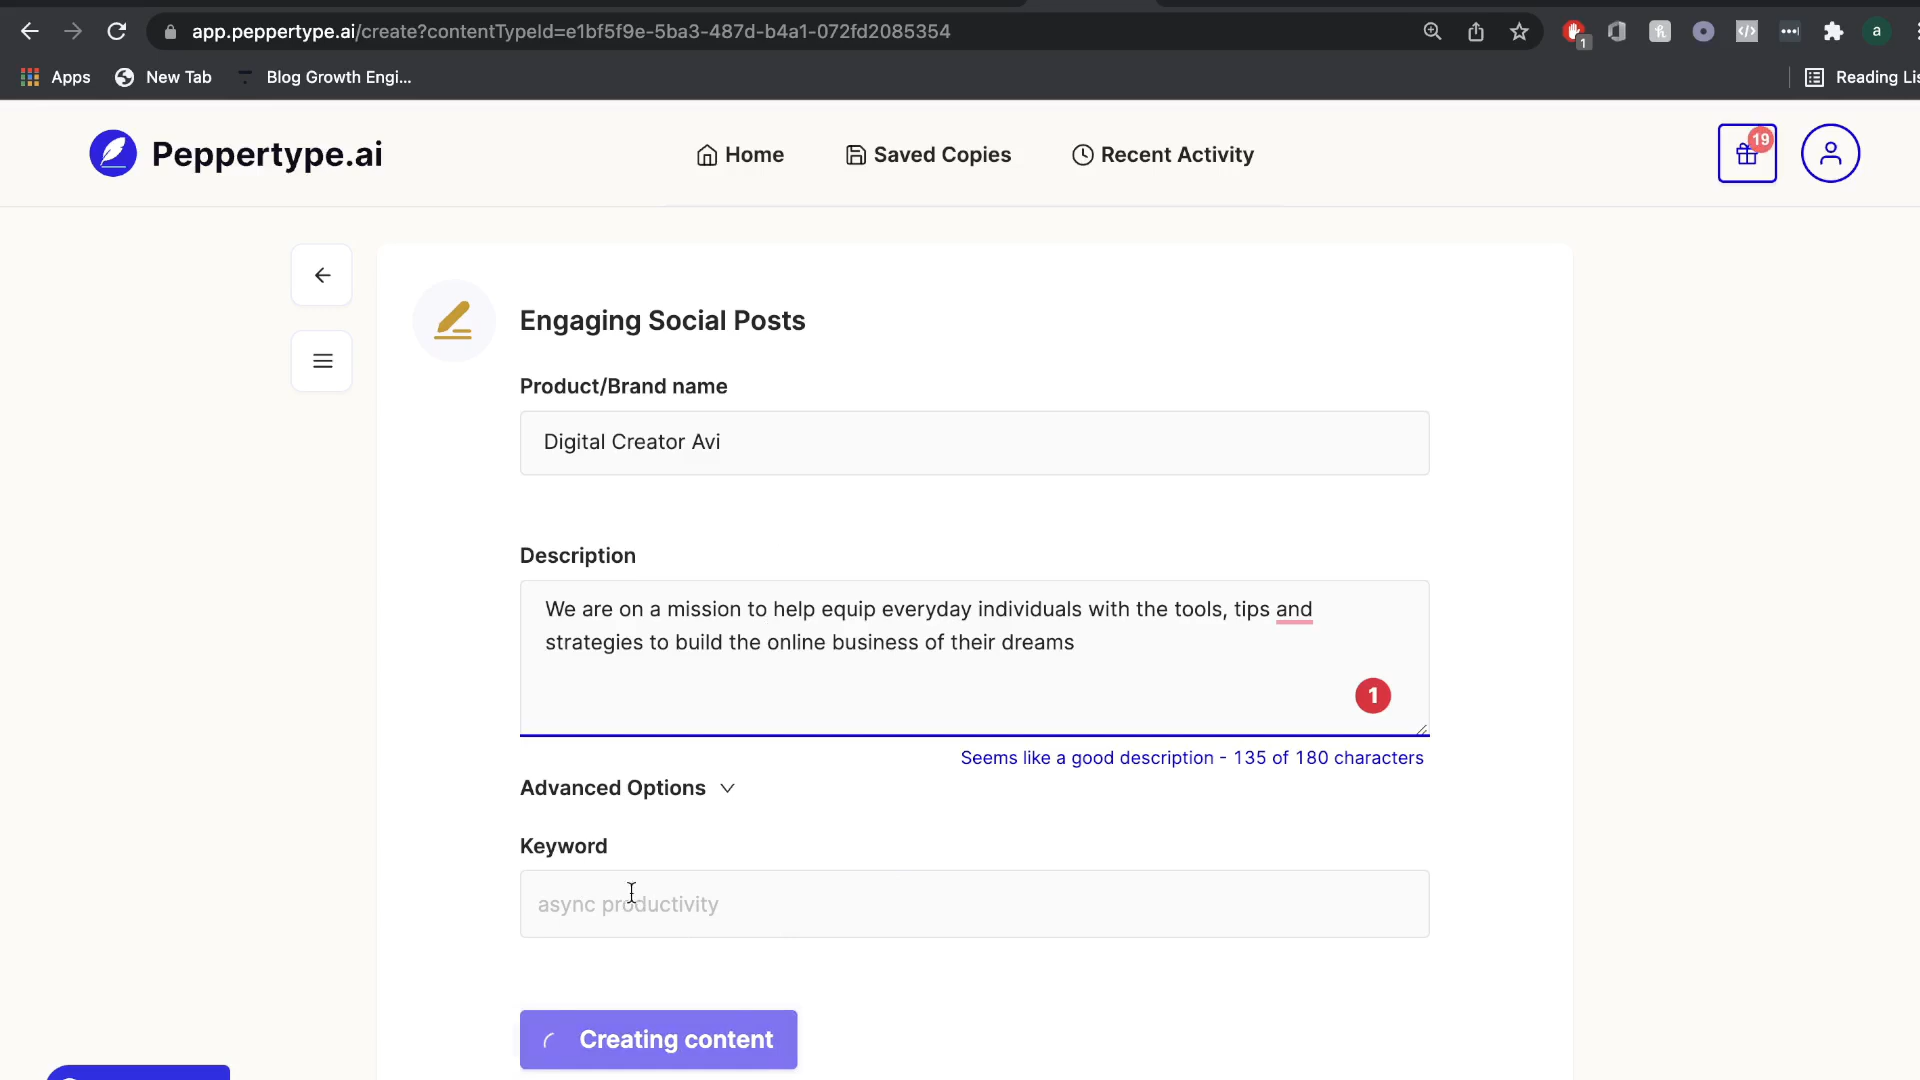 app.peppertype.ai/create?contentTypeId=e1bf5f9e-5ba3-487d-b4a1-072fd2085354
1
a
Apps
New Tab
Blog Growth Engi...
Reading Lis
Peppertype.ai
Home
Saved Copies
Recent Activity
19
Engaging Social Posts
Product/Brand name
Digital Creator Avi
Description
We are on a mission to help equip everyday individuals with the tools, tips and
strategies to build the online business of their dreams
1
Seems like a good description - 135 of 180 characters
Advanced Options
Keyword
async productivity
Creating content